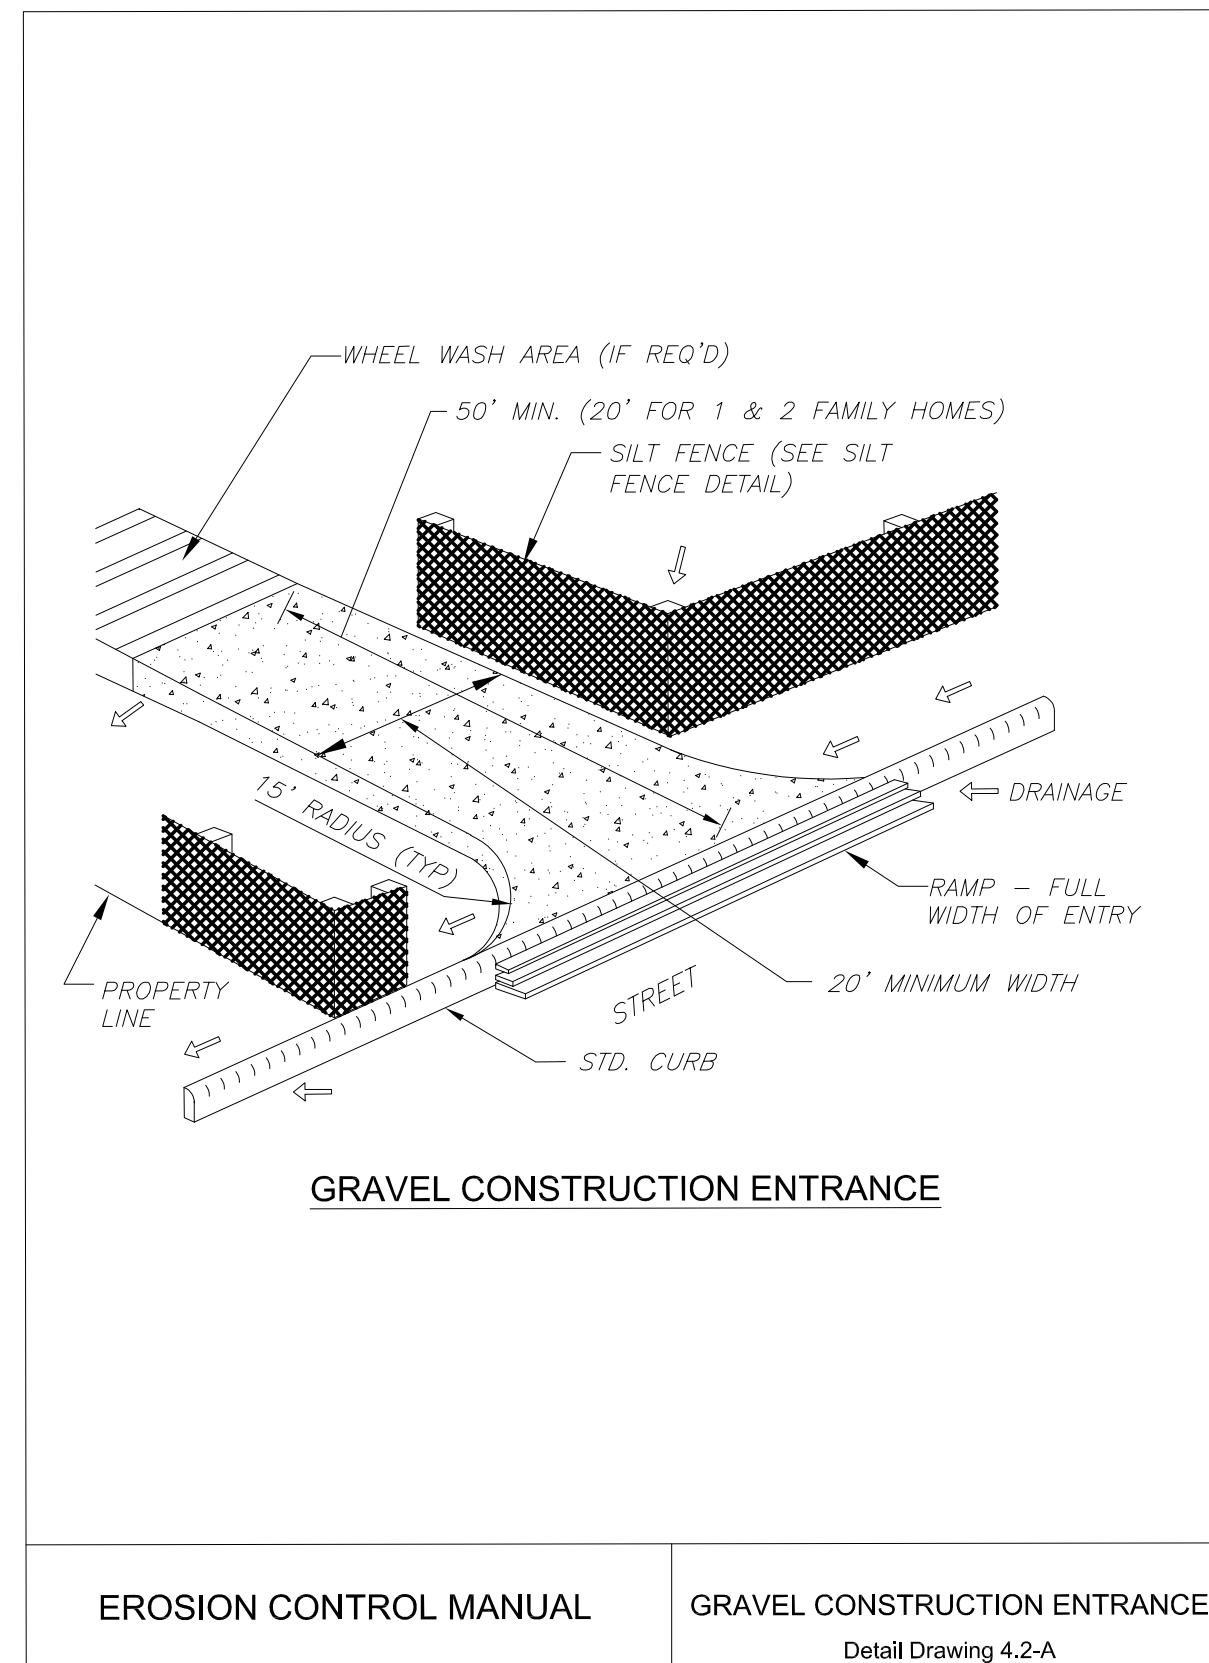 WHEEL WASH AREA (IF REQ'D)
50' MIN. (20' FOR 1 & 2 FAMILY HOMES)
SILT FENCE (SEE SILT
FENCE DETAIL)
15' RADIUS (TYP)
DRAINAGE
RAMP – FULL
WIDTH OF ENTRY
20' MINIMUM WIDTH
PROPERTY
LINE
STREET
STD. CURB
GRAVEL CONSTRUCTION ENTRANCE
EROSION CONTROL MANUAL
GRAVEL CONSTRUCTION ENTRANCE
Detail Drawing 4.2-A